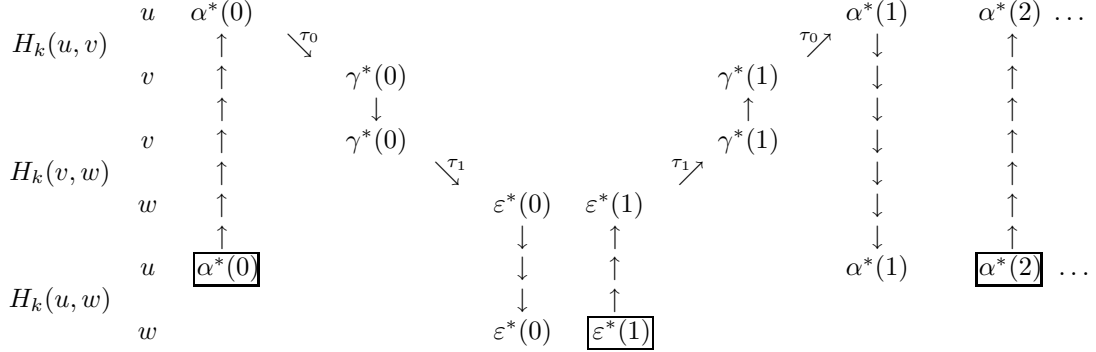 u α*(0) α*(1) α*(2) ...
H_k(u, v) ↑ ↘ τ_0 τ_0 ↗ ↓ ↑
v ↑ γ*(0) γ*(1) ↓ ↑
↑ ↓ ↑ ↓ ↑
v ↑ γ*(0) γ*(1) ↓ ↑
H_k(v, w) ↑ ↘ τ_1 τ_1 ↗ ↓ ↑
w ↑ ε*(0) ε*(1) ↓ ↑
↑ ↓ ↑ ↓ ↑
u α*(0) ↓ ↑ α*(1) α*(2) ...
H_k(u, w) ↓ ↑
w ε*(0) ε*(1)